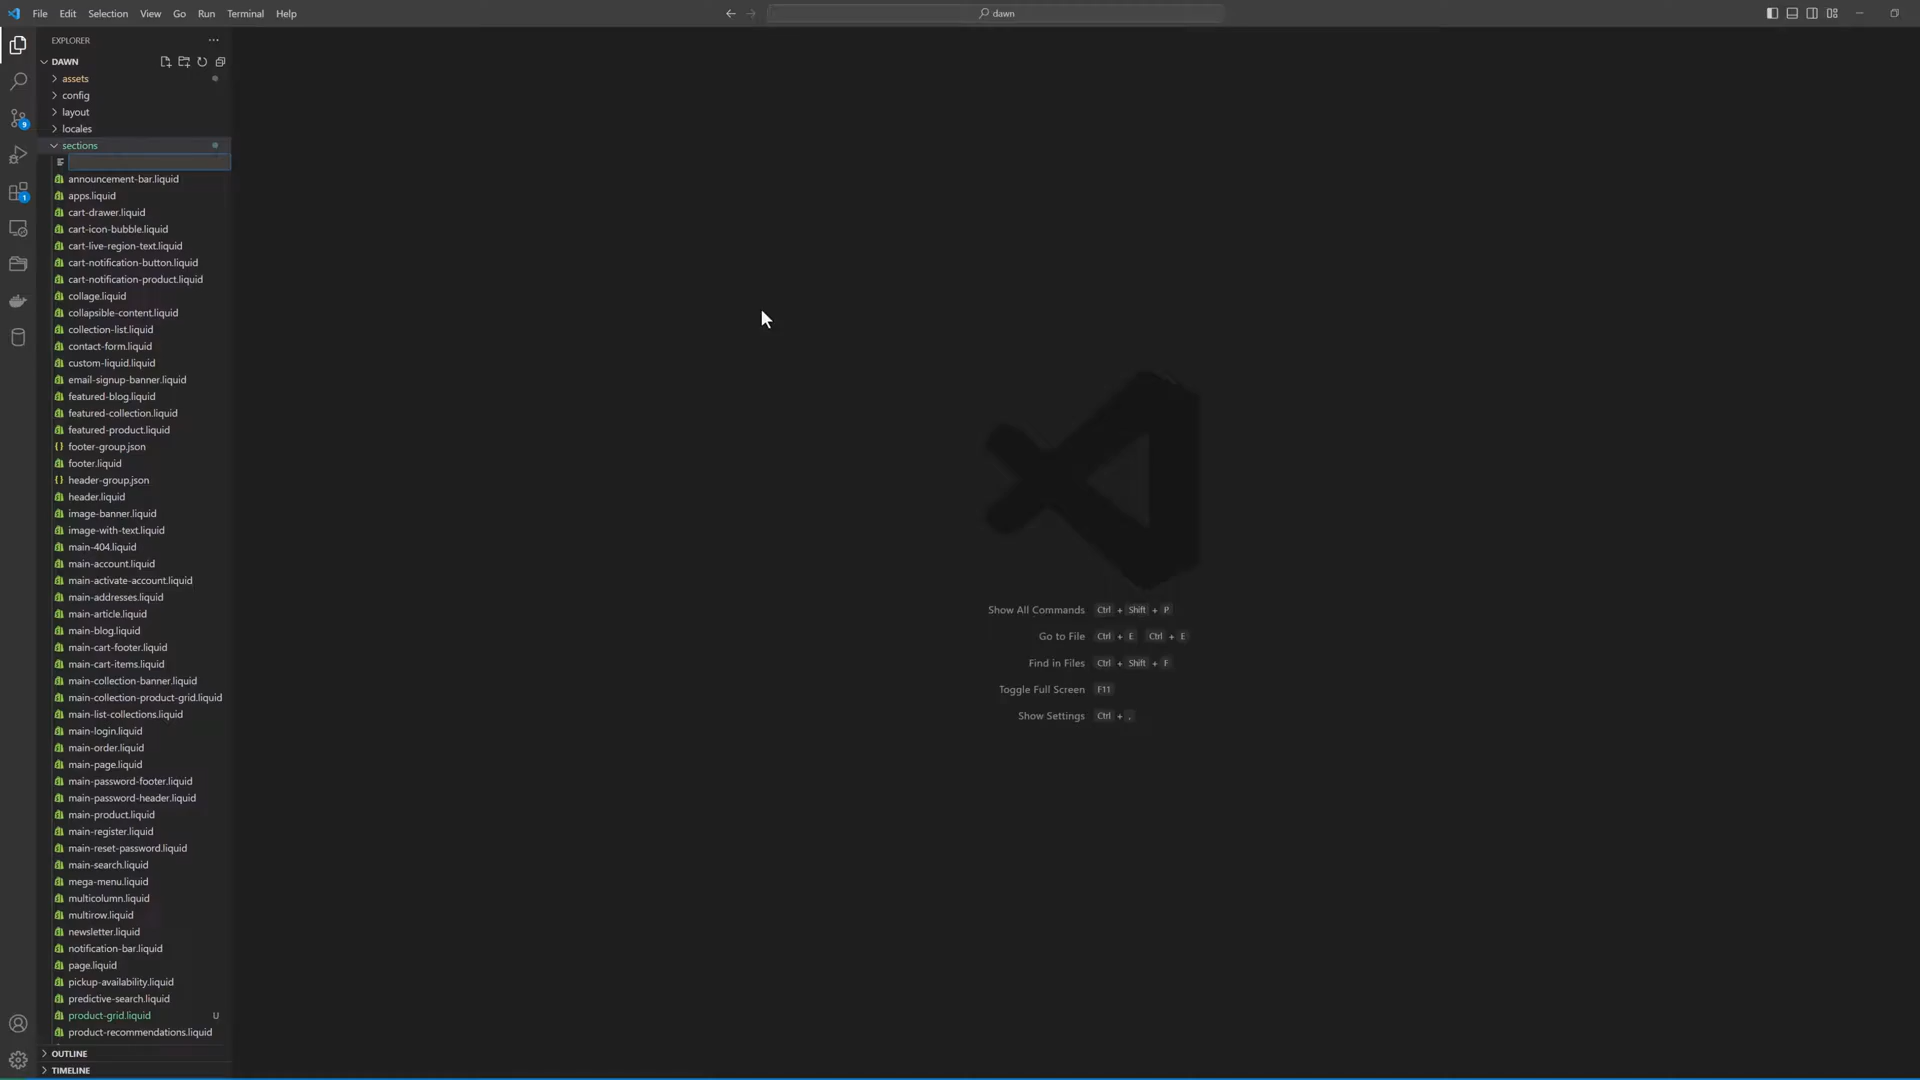 File Edit Selection View Go Run Terminal Help
dawn
EXPLORER
DAWN
assets
config
layout
locales
sections
announcement-bar.liquid
apps.liquid
cart-drawer.liquid
cart-icon-bubble.liquid
cart-live-region-text.liquid
cart-notification-button.liquid
cart-notification-product.liquid
collage.liquid
collapsible-content.liquid
collection-list.liquid
contact-form.liquid
custom-liquid.liquid
email-signup-banner.liquid
featured-blog.liquid
featured-collection.liquid
featured-product.liquid
footer-group.json
footer.liquid
header-group.json
header.liquid
image-banner.liquid
image-with-text.liquid
main-404.liquid
main-account.liquid
main-activate-account.liquid
main-addresses.liquid
main-article.liquid
main-blog.liquid
main-cart-footer.liquid
main-cart-items.liquid
main-collection-banner.liquid
main-collection-product-grid.liquid
main-list-collections.liquid
main-login.liquid
main-order.liquid
main-page.liquid
main-password-footer.liquid
main-password-header.liquid
main-product.liquid
main-register.liquid
main-reset-password.liquid
main-search.liquid
mega-menu.liquid
multicolumn.liquid
multirow.liquid
newsletter.liquid
notification-bar.liquid
page.liquid
pickup-availability.liquid
predictive-search.liquid
product-grid.liquid U
product-recommendations.liquid
OUTLINE
TIMELINE
9
1
Show All Commands Ctrl + Shift + P
Go to File Ctrl + E Ctrl + E
Find in Files Ctrl + Shift + F
Toggle Full Screen F11
Show Settings Ctrl + ,